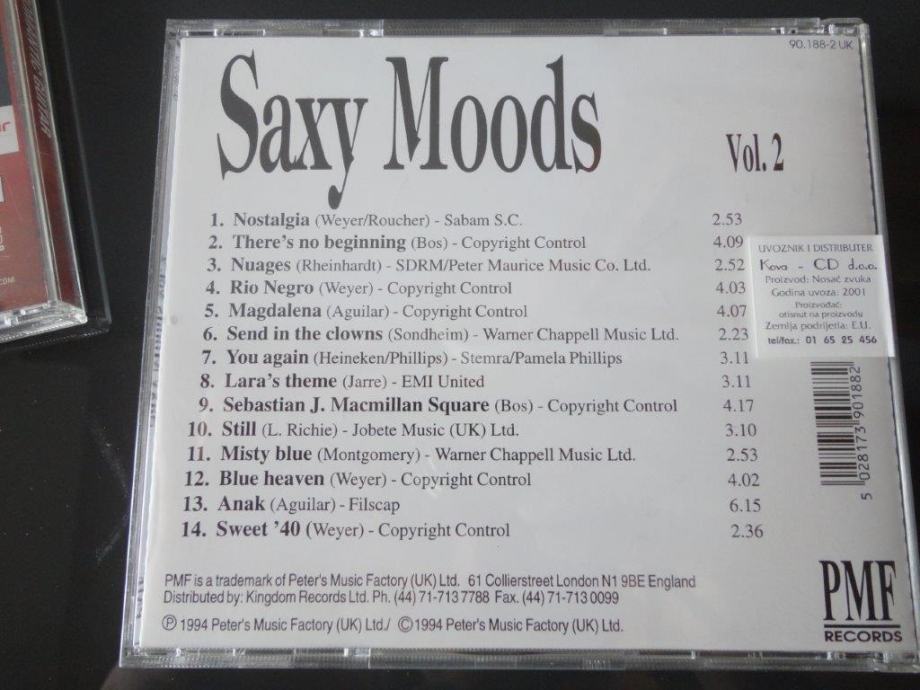 90.188-2 UK
Saxy Moods
Vol. 2
1. Nostalgia (Weyer/Roucher) - Sabam S.C. 2.53
2. There's no beginning (Bos) - Copyright Control 4.09
3. Nuages (Rheinhardt) - SDRM/Peter Maurice Music Co. Ltd. 2.52
4. Rio Negro (Weyer) - Copyright Control 4.03
5. Magdalena (Aguilar) - Copyright Control 4.07
6. Send in the clowns (Sondheim) - Warner Chappell Music Ltd. 2.23
7. You again (Heineken/Phillips) - Stemra/Pamela Phillips 3.11
8. Lara's theme (Jarre) - EMI United 3.11
9. Sebastian J. Macmillan Square (Bos) - Copyright Control 4.17
10. Still (L. Richie) - Jobete Music (UK) Ltd. 3.10
11. Misty blue (Montgomery) - Warner Chappell Music Ltd. 2.53
12. Blue heaven (Weyer) - Copyright Control 4.02
13. Anak (Aguilar) - Filscap 6.15
14. Sweet '40 (Weyer) - Copyright Control 2.36
UVOZNIK I DISTRIBUTER
Kova - CD d.o.o.
Proizvod: Nosač zvuka
Godina uvoza: 2001
Proizvođač:
otisnut na proizvodu
Zemlja podrijetla: E.U.
tel/fax.: 01 65 25 456
5 028173 901882
PMF is a trademark of Peter's Music Factory (UK) Ltd. 61 Collierstreet London N1 9BE England
Distributed by: Kingdom Records Ltd. Ph. (44) 71-713 7788 Fax. (44) 71-713 0099
Ⓟ 1994 Peter's Music Factory (UK) Ltd./ © 1994 Peter's Music Factory (UK) Ltd.
PMF
RECORDS